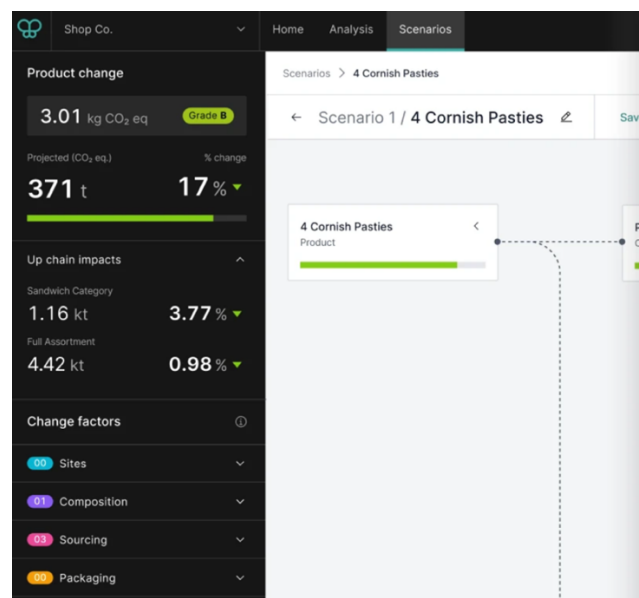 Shop Co.
Home Analysis Scenarios
Product change
3.01 kg CO₂ eq Grade B
Projected (CO₂ eq.) % change
371 t 17 %
Up chain impacts
Sandwich Category
1.16 kt 3.77 %
Full Assortment
4.42 kt 0.98 %
Change factors
00 Sites
01 Composition
03 Sourcing
00 Packaging
Scenarios > 4 Cornish Pasties
← Scenario 1 / 4 Cornish Pasties
Sav
4 Cornish Pasties
Product